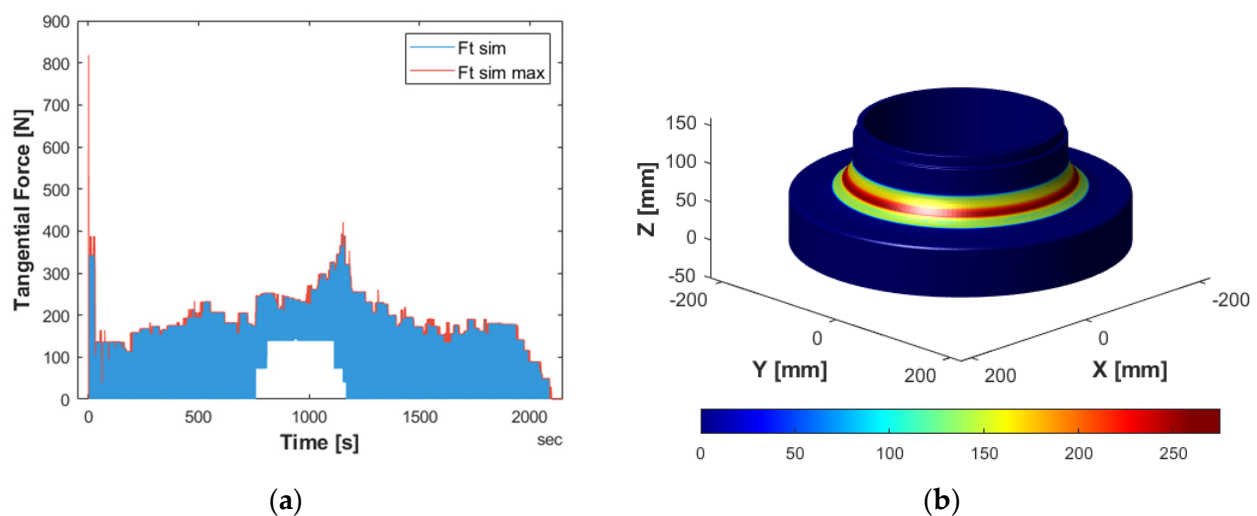 900
800
700
600
500
400
300
200
100
0
Tangential Force [N]
Ft sim
Ft sim max
0 500 1000 1500 2000
Time [s]
sec
(a)
150
100
50
0
-50
Z [mm]
-200
0
200
Y [mm]
200
0
-200
X [mm]
0 50 100 150 200 250
(b)